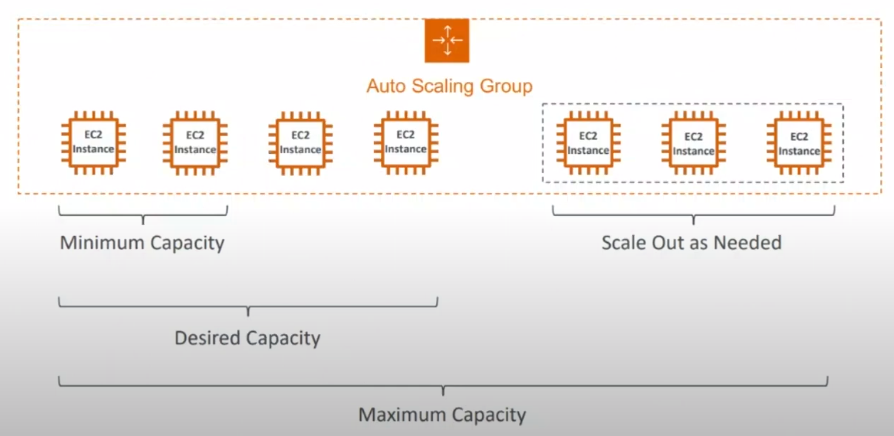 Auto Scaling Group
EC2
Instance
EC2
Instance
EC2
Instance
EC2
Instance
EC2
Instance
EC2
Instance
EC2
Instance
Minimum Capacity
Scale Out as Needed
Desired Capacity
Maximum Capacity